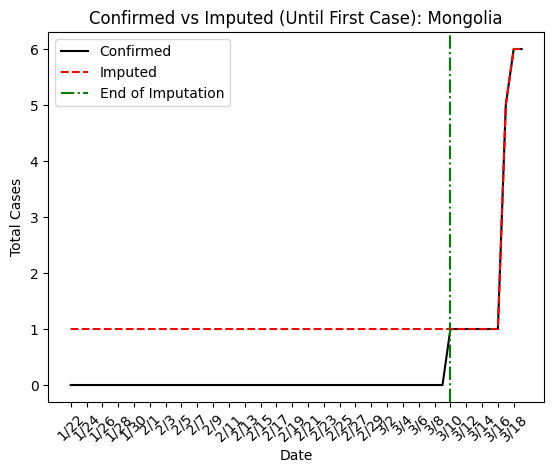 Confirmed vs Imputed (Until First Case): Mongolia
Confirmed
Imputed
End of Imputation
Total Cases
6
5
4
3
2
1
0
1/22 1/24 1/26 1/28 1/30 2/1 2/3 2/5 2/7 2/9 2/11 2/13 2/15 2/17 2/19 2/21 2/23 2/25 2/27 2/29 3/2 3/4 3/6 3/8 3/10 3/12 3/14 3/16 3/18
Date